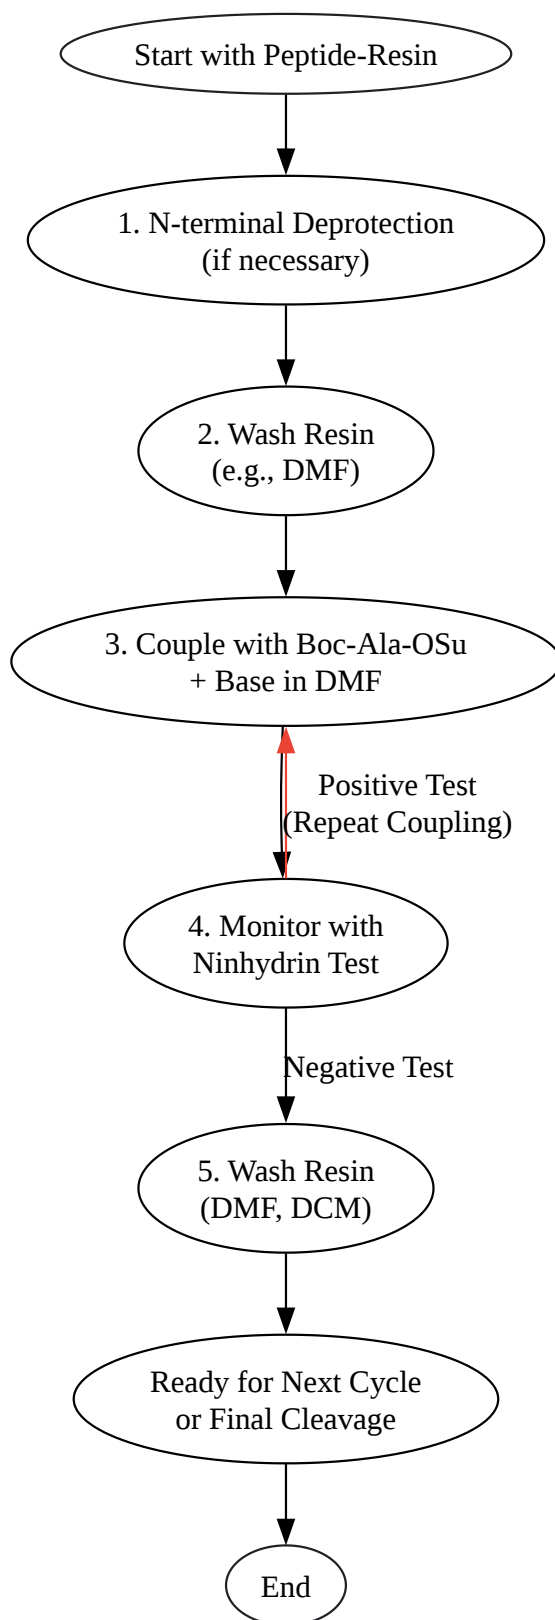 Start with Peptide-Resin
1. N-terminal Deprotection
(if necessary)
2. Wash Resin
(e.g., DMF)
3. Couple with Boc-Ala-OSu
+ Base in DMF
Positive Test
(Repeat Coupling)
4. Monitor with
Ninhydrin Test
Negative Test
5. Wash Resin
(DMF, DCM)
Ready for Next Cycle
or Final Cleavage
End